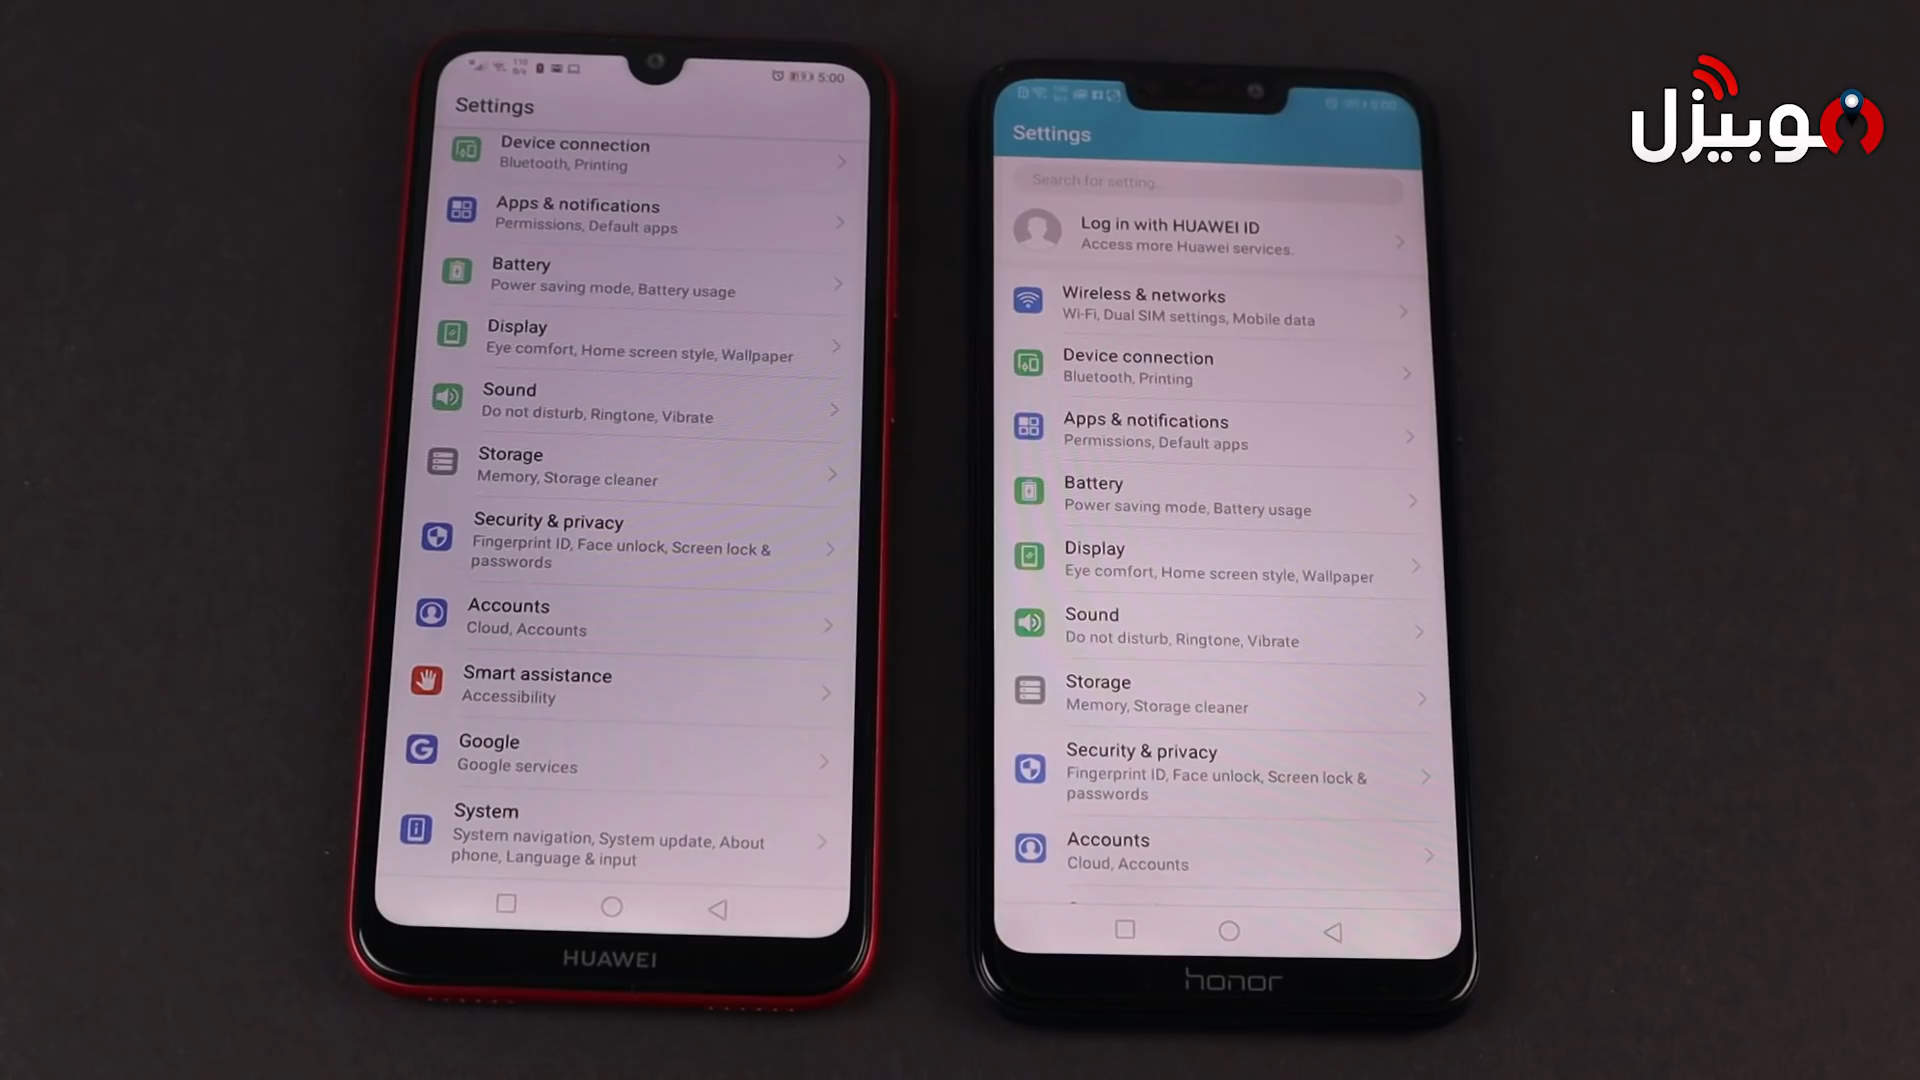 5:00
Settings
Device connection
Bluetooth, Printing
Apps & notifications
Permissions, Default apps
Battery
Power saving mode, Battery usage
Display
Eye comfort, Home screen style, Wallpaper
Sound
Do not disturb, Ringtone, Vibrate
Storage
Memory, Storage cleaner
Security & privacy
Fingerprint ID, Face unlock, Screen lock &
passwords
Accounts
Cloud, Accounts
Smart assistance
Accessibility
Google
Google services
System
System navigation, System update, About
phone, Language & input
HUAWEI
Settings
Search for setting..
Log in with HUAWEI ID
Access more Huawei services.
Wireless & networks
Wi-Fi, Dual SIM settings, Mobile data
Device connection
Bluetooth, Printing
Apps & notifications
Permissions, Default apps
Battery
Power saving mode, Battery usage
Display
Eye comfort, Home screen style, Wallpaper
Sound
Do not disturb, Ringtone, Vibrate
Storage
Memory, Storage cleaner
Security & privacy
Fingerprint ID, Face unlock, Screen lock &
passwords
Accounts
Cloud, Accounts
honor
موبيزل